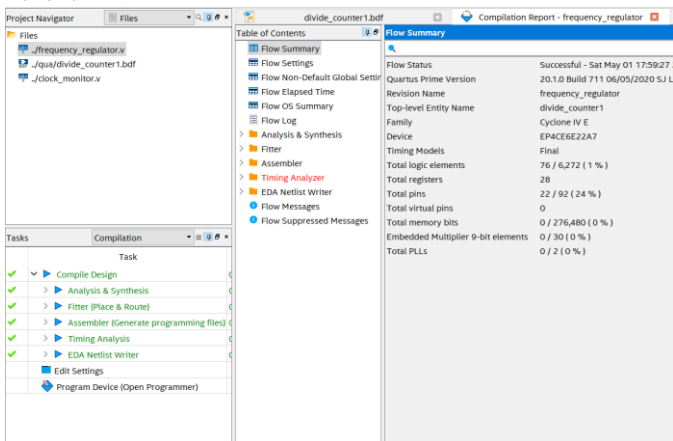 Project Navigator
Files
Files
../frequency_regulator.v
../qua/divide_counter1.bdf
../clock_monitor.v
Tasks
Compilation
Task
Compile Design
Analysis & Synthesis
Fitter (Place & Route)
Assembler (Generate programming files)
Timing Analysis
EDA Netlist Writer
Edit Settings
Program Device (Open Programmer)
divide_counter1.bdf
Compilation Report - frequency_regulator
Table of Contents
Flow Summary
Flow Settings
Flow Non-Default Global Settin
Flow Elapsed Time
Flow OS Summary
Flow Log
Analysis & Synthesis
Fitter
Assembler
Timing Analyzer
EDA Netlist Writer
Flow Messages
Flow Suppressed Messages
Flow Summary
Flow Status Successful - Sat May 01 17:59:27
Quartus Prime Version 20.1.0 Build 711 06/05/2020 SJ L
Revision Name frequency_regulator
Top-level Entity Name divide_counter1
Family Cyclone IV E
Device EP4CE6E22A7
Timing Models Final
Total logic elements 76 / 6,272 ( 1 % )
Total registers 28
Total pins 22 / 92 ( 24 % )
Total virtual pins 0
Total memory bits 0 / 276,480 ( 0 % )
Embedded Multiplier 9-bit elements 0 / 30 ( 0 % )
Total PLLs 0 / 2 ( 0 % )